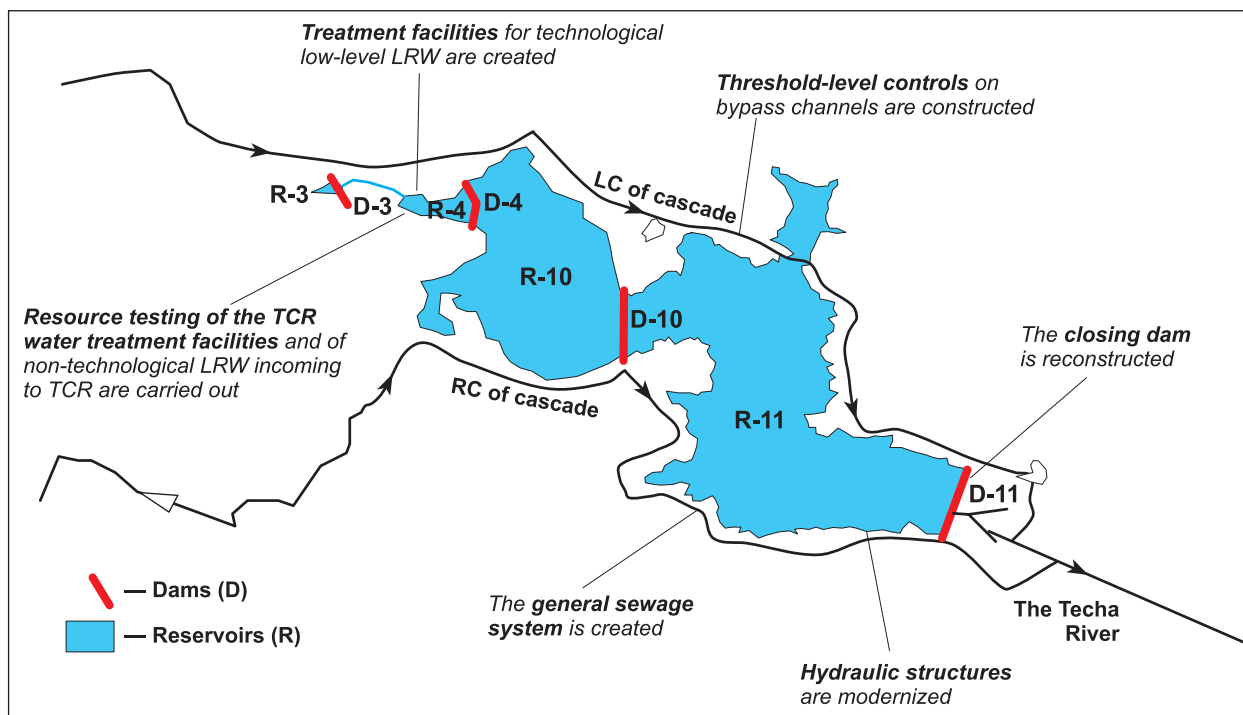 Treatment facilities for technological
low-level LRW are created
Threshold-level controls on
bypass channels are constructed
R-3
D-3
R-4
D-4
LC of cascade
R-10
D-10
Resource testing of the TCR
water treatment facilities and of
non-technological LRW incoming
to TCR are carried out
The closing dam
is reconstructed
RC of cascade
R-11
D-11
— Dams (D)
— Reservoirs (R)
The general sewage
system is created
The Techa
River
Hydraulic structures
are modernized